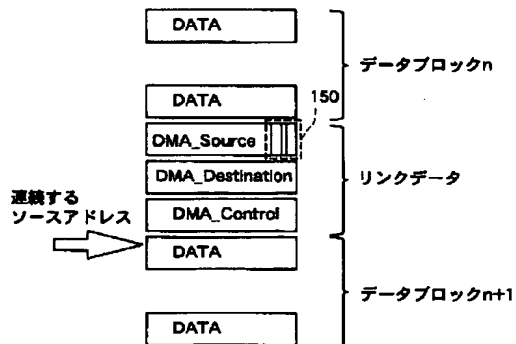 DATA
データブロックn
DATA
150
DMA_Source
DMA_Destination
リンクデータ
DMA_Control
連続する
ソースアドレス
DATA
データブロックn+1
DATA